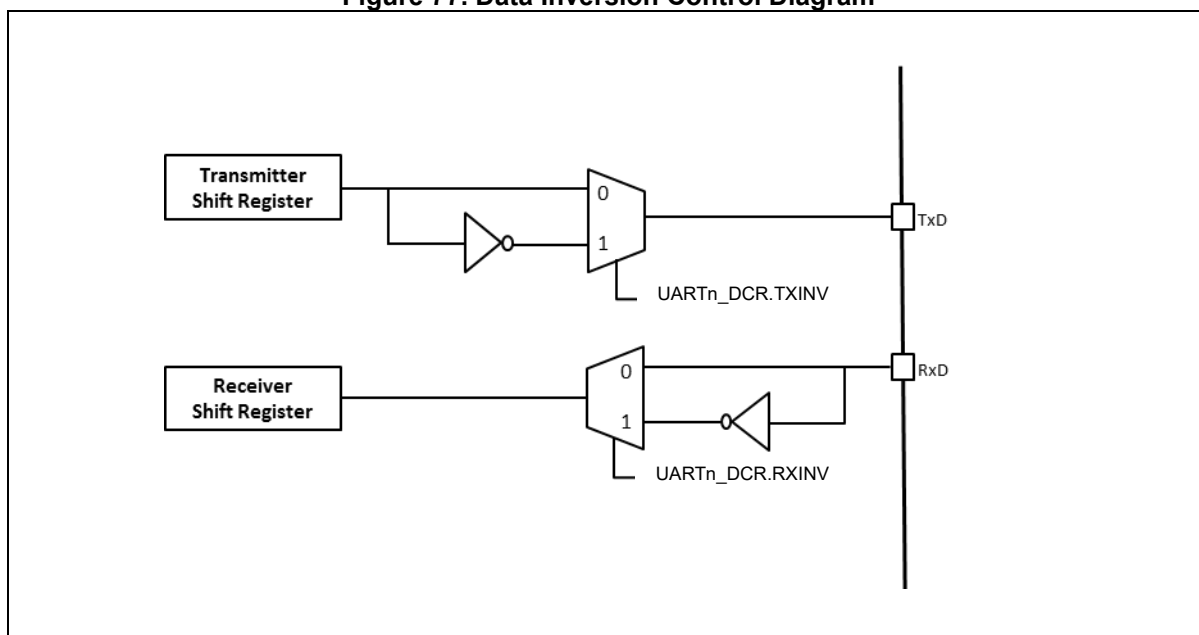 Figure 77. Data Inversion Control Diagram
Transmitter
Shift Register
0
1
TxD
UARTn_DCR.TXINV
Receiver
Shift Register
0
1
RxD
UARTn_DCR.RXINV